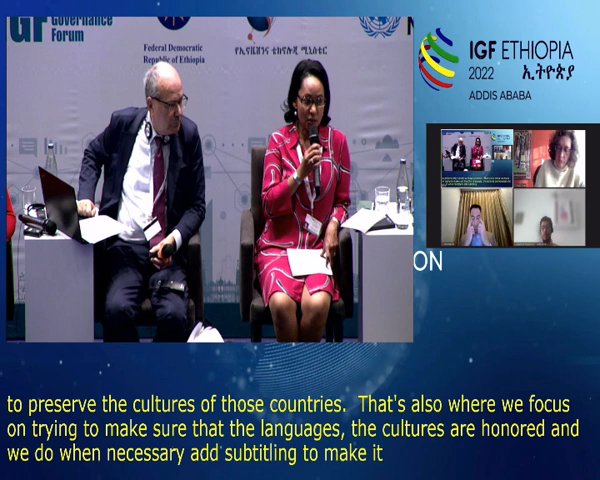 GF Governance
Forum
Federal Democratic
Republic of Ethiopia
የኢኖቬሽንና ቴክኖሎጂ ሚኒስቴር
IGF ETHIOPIA
2022 ኢትዮጵያ
ADDIS ABABA
ON
to preserve the cultures of those countries. That's also where we focus
on trying to make sure that the languages, the cultures are honored and
we do when necessary add subtitling to make it